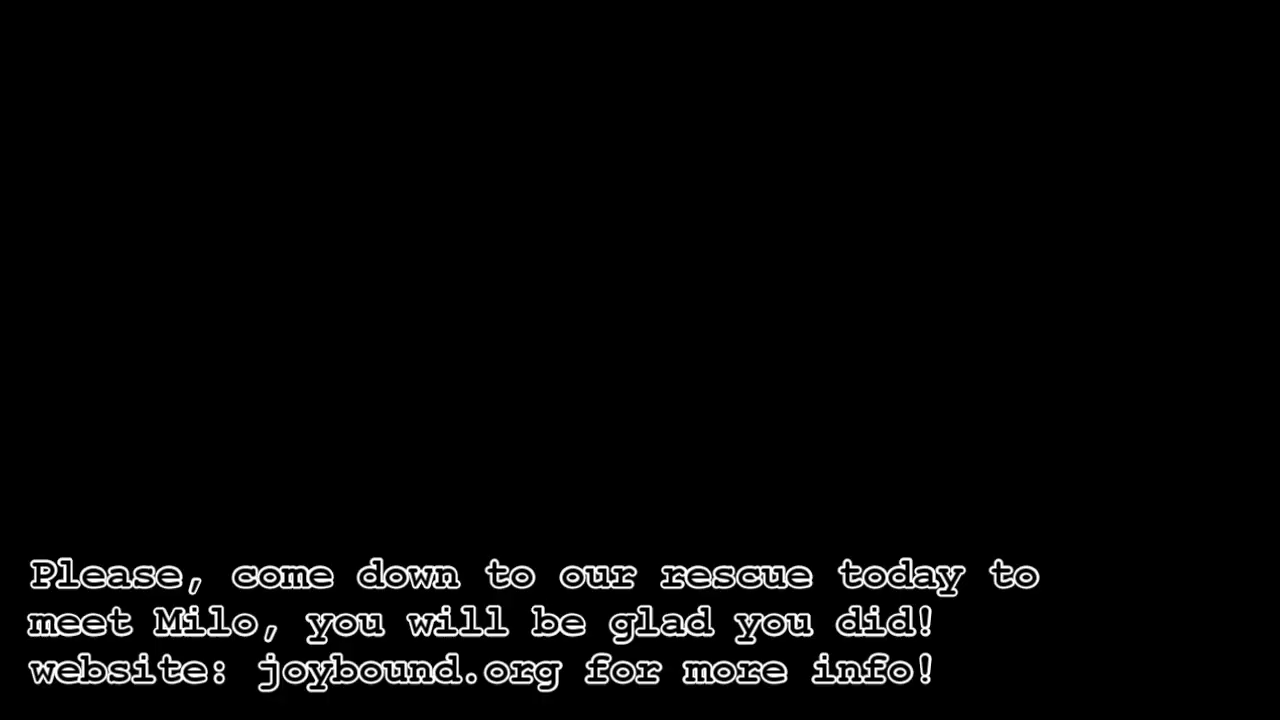 Please, come down to our rescue today to
meet Milo, you will be glad you did!
website: joybound.org for more info!